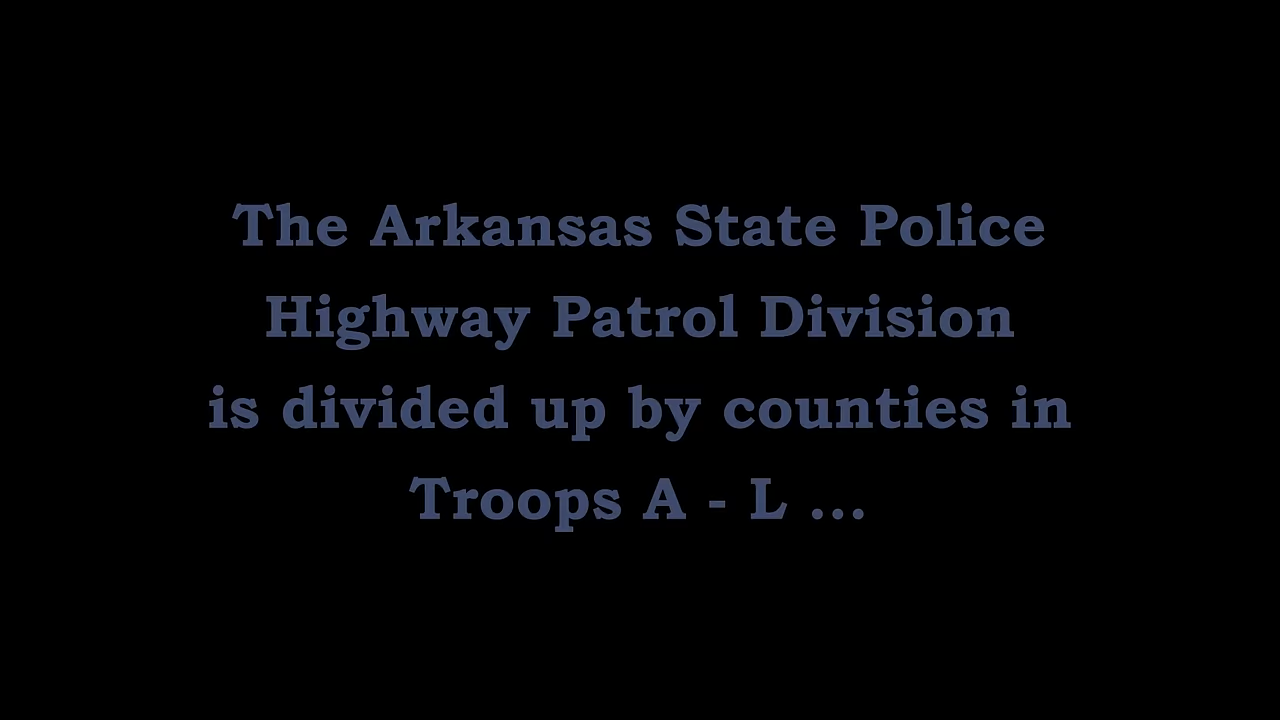 The Arkansas State Police
Highway Patrol Division
is divided up by counties in
Troops A - L ...